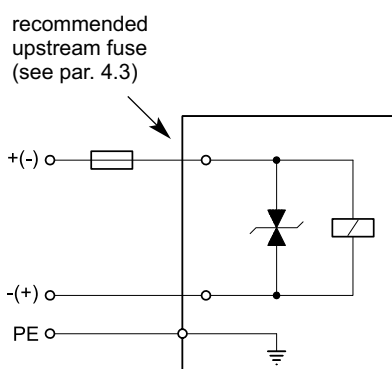 recommended
upstream fuse
(see par. 4.3)
+(-)
-(+)
PE